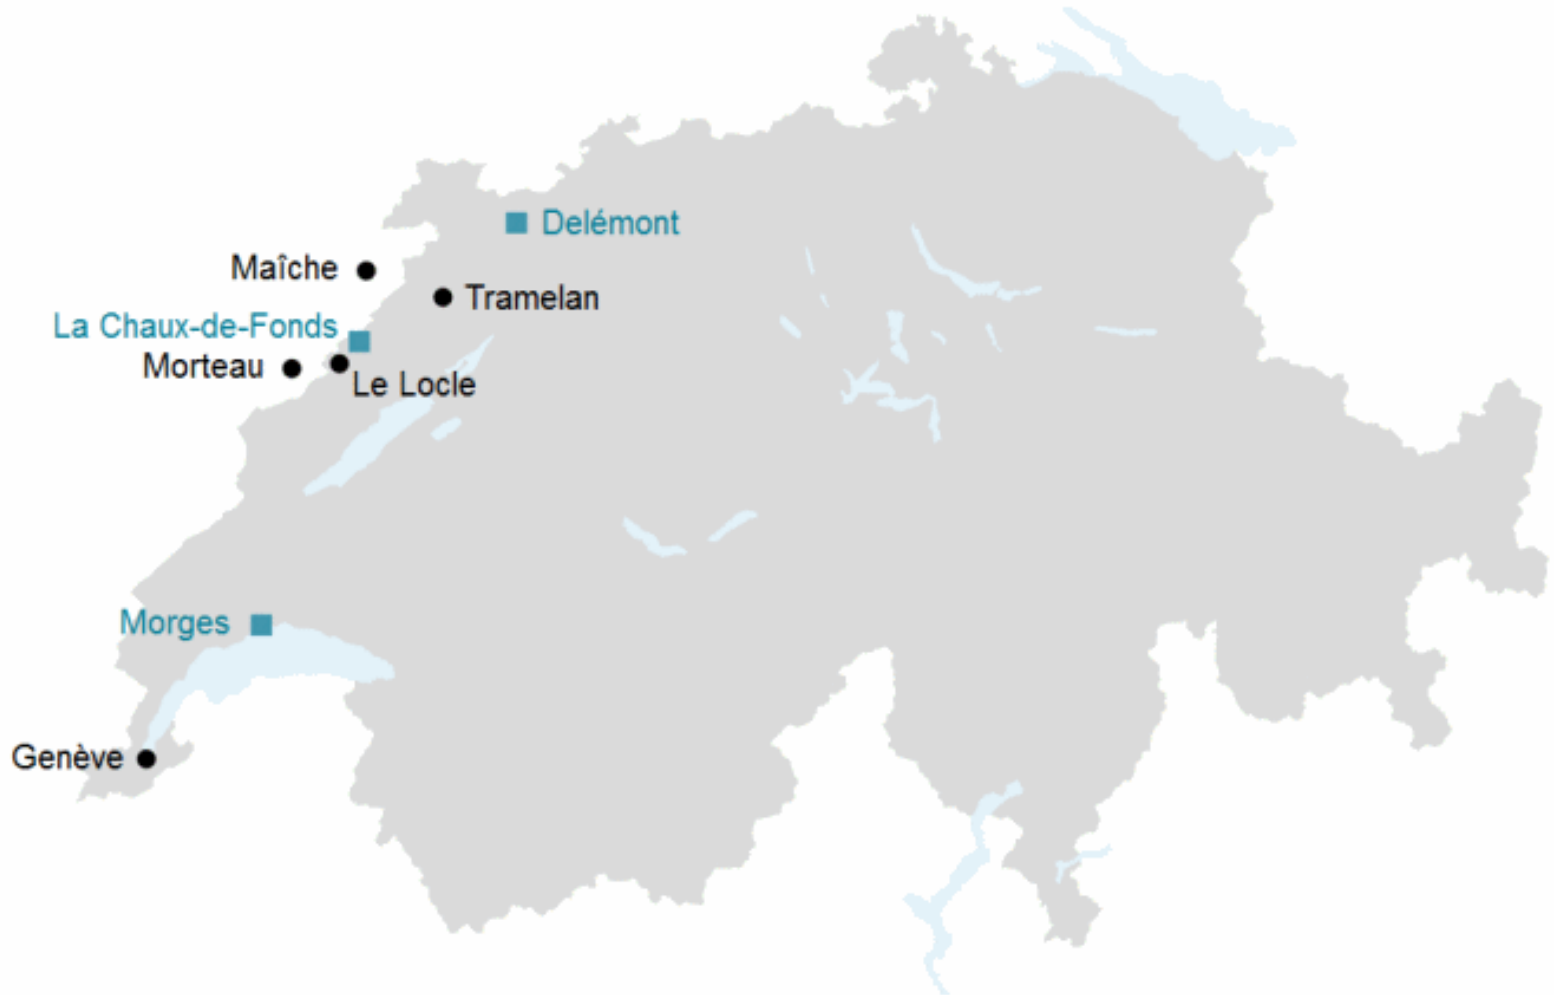 Delémont
Maîche
Tramelan
La Chaux-de-Fonds
Morteau
Le Locle
Morges
Genève